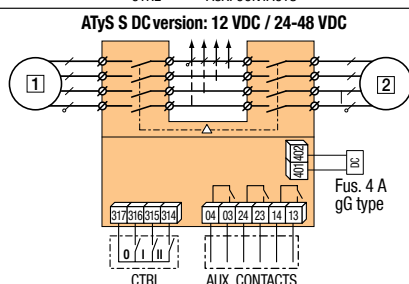 ATyS S DC version: 12 VDC / 24-48 VDC
1
2
401 402
DC
Fus. 4 A
gG type
317 316 315 314
04 03 24 23 14 13
0 I II
CTRL
AUX. CONTACTS